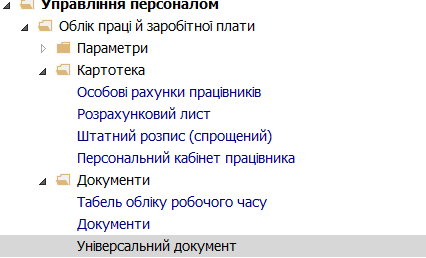 Управління персоналом
Облік праці й заробітної плати
Параметри
Картотека
Особові рахунки працівників
Розрахунковий лист
Штатний розпис (спрощений)
Персональний кабінет працівника
Документи
Табель обліку робочого часу
Документи
Універсальний документ